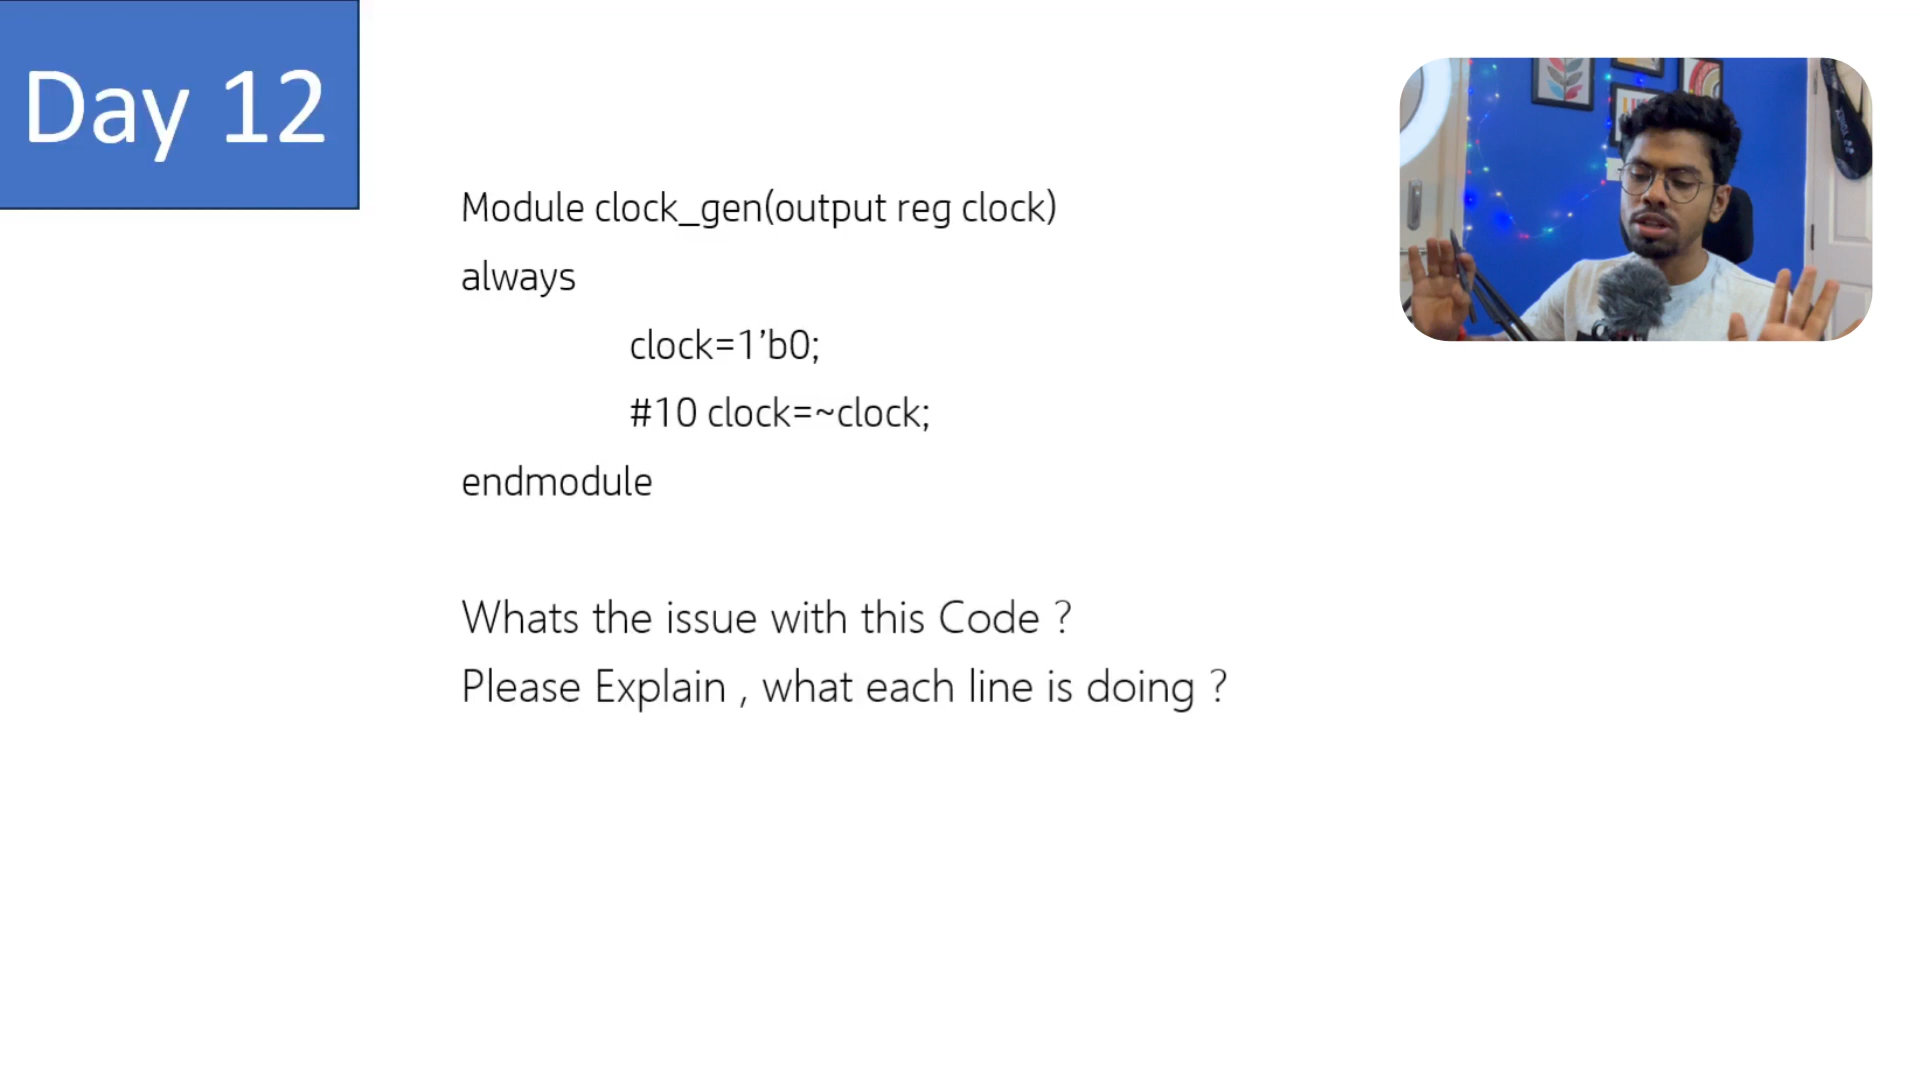 Day 12
Module clock_gen(output reg clock)
always
clock=1’b0;
#10 clock=~clock;
endmodule
Whats the issue with this Code ?
Please Explain , what each line is doing ?